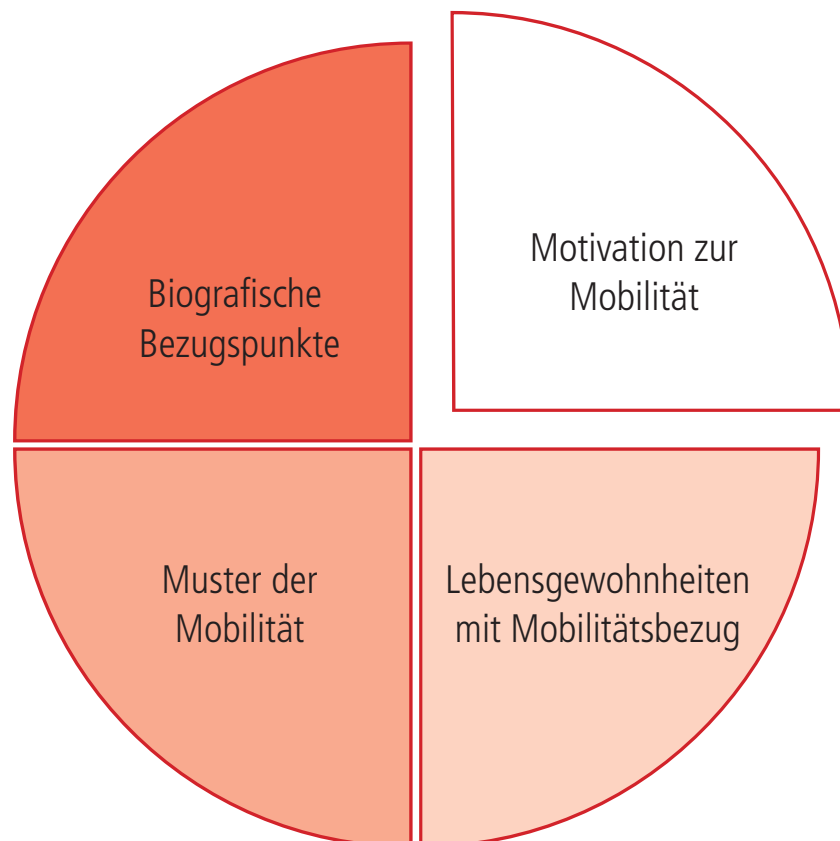 Biografische
Bezugspunkte
Motivation zur
Mobilität
Muster der
Mobilität
Lebensgewohnheiten
mit Mobilitätsbezug